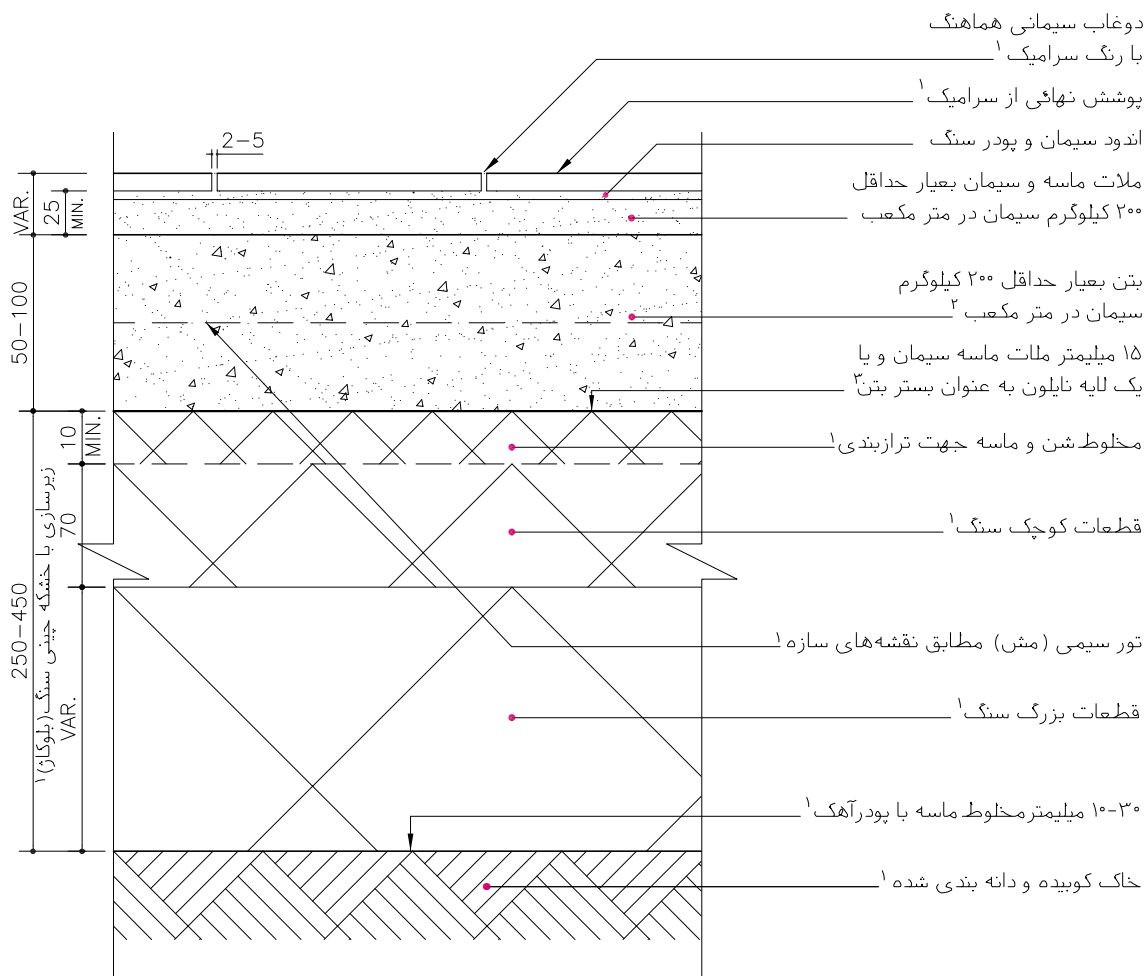 دوغاب سیمانی هماهنگ
با رنگ سرامیک ۱
پوشش نهائی از سرامیک ۱
اندود سیمان و پودر سنگ
ملات ماسه و سیمان بعیار حداقل
۲۰۰ کیلوگرم سیمان در متر مکعب
بتن بعیار حداقل ۲۰۰ کیلوگرم
سیمان در متر مکعب ۲
۱۵ میلیمتر ملات ماسه سیمان و یا
یک لایه نایلون به عنوان بستر بتن ۳
مخلوط شن و ماسه جهت ترازبندی ۱
قطعات کوچک سنگ ۱
تور سیمی (مش) مطابق نقشه‌های سازه ۱
قطعات بزرگ سنگ ۱
۱۰-۳۰ میلیمتر مخلوط ماسه با پودرآهک ۱
خاک کوبیده و دانه بندی شده ۱
2-5
VAR.
25
MIN.
50-100
10
MIN.
70
250-450
زیرسازی با خشکه چینی سنگ (بلوکاژ) ۱
VAR.